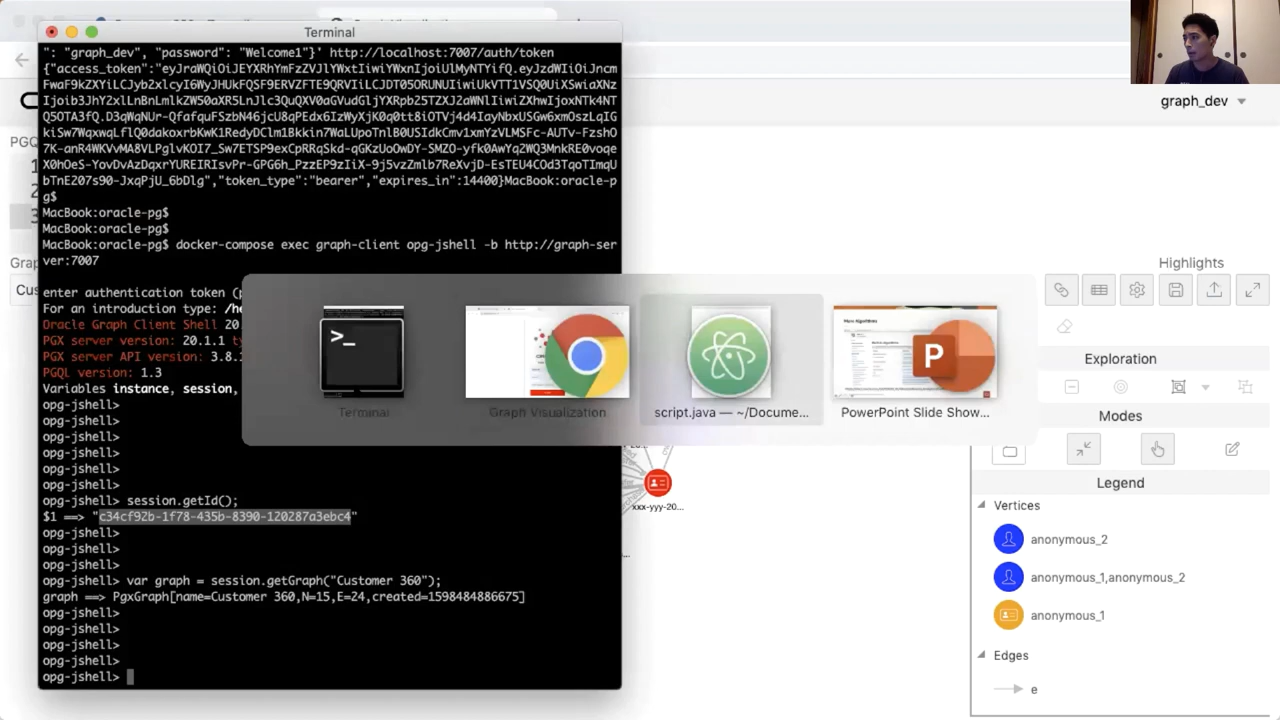 Terminal
": "graph_dev", "password": "Welcome1"}' http://localhost:7007/auth/token
{"access_token":"eyJraWQiOiJEYXRhYmFzZVJlYWxtIiwiYWxnIjoiUlMyNTYifQ.eyJzdWIiOiJncm
FwaF9kZXYiLCJyb2xlcyI6WyJHUkFQSF9ERVZFTE9QRVIiLCJDT05ORUNUIiwiUkVTT1VSQ0UiXSwiaXNz
Ijoib3JhY2xlLnBnLmlkZW50aXR5LnJlc3QuQXV0aGVudGljYXRpb25TZXJ2aWNlIiwiZXhwIjoxNTk4NT
Q5OTA3fQ.D3qWqNUr-QfafquFSzbN46jcU8qPEdx6IzWyXjK0q0tt8iOTVj4d4IayNbxUSGw6xmOszLqIG
kiSw7WqxwqLflQ0dakoxrbKwK1RedyDClm1Bkkin7WaLUpoTnlB0USIdkCmv1xmYzVLMSFc-AUTv-FzshO
7K-anR4WKVvMA8VLPglvKOI7_Sw7ETSP9exCpRRqSkd-qGKzUoOwDY-SMZO-yfk0AwYq2WQ3MnkRE0voqe
X0hOeS-YovDvAzDqxrYUREIRIsvPr-GPG6h_PzzEP9zIiX-9j5vzZmlb7ReXvjD-EsTEU4COd3TqoTImqU
bTnE207s90-JxqPjU_6bDlg","token_type":"bearer","expires_in":14400}MacBook:oracle-p
g$
MacBook:oracle-pg$
MacBook:oracle-pg$
MacBook:oracle-pg$ docker-compose exec graph-client opg-jshell -b http://graph-ser
ver:7007
enter authentication token (p
For an introduction type: /he
Oracle Graph Client Shell 20.
PGX server version: 20.1.1 ty
PGX server API version: 3.8.1
PGQL version: 1.3
Variables instance, session,
opg-jshell>
opg-jshell>
opg-jshell>
opg-jshell>
opg-jshell>
opg-jshell>
opg-jshell> session.getId();
$1 ==> "c34cf92b-1f78-435b-8390-120287a3ebc4"
opg-jshell>
opg-jshell>
opg-jshell>
opg-jshell> var graph = session.getGraph("Customer 360");
graph ==> PgxGraph[name=Customer 360,N=15,E=24,created=1598484886675]
opg-jshell>
opg-jshell>
opg-jshell>
opg-jshell>
opg-jshell>
PGQ
1
2
3
Grap
Cus
Terminal
Graph Visualization
script.java — ~/Docume...
PowerPoint Slide Show...
xxx-yyy-20...
graph_dev
Highlights
Exploration
Modes
Legend
Vertices
anonymous_2
anonymous_1,anonymous_2
anonymous_1
Edges
e